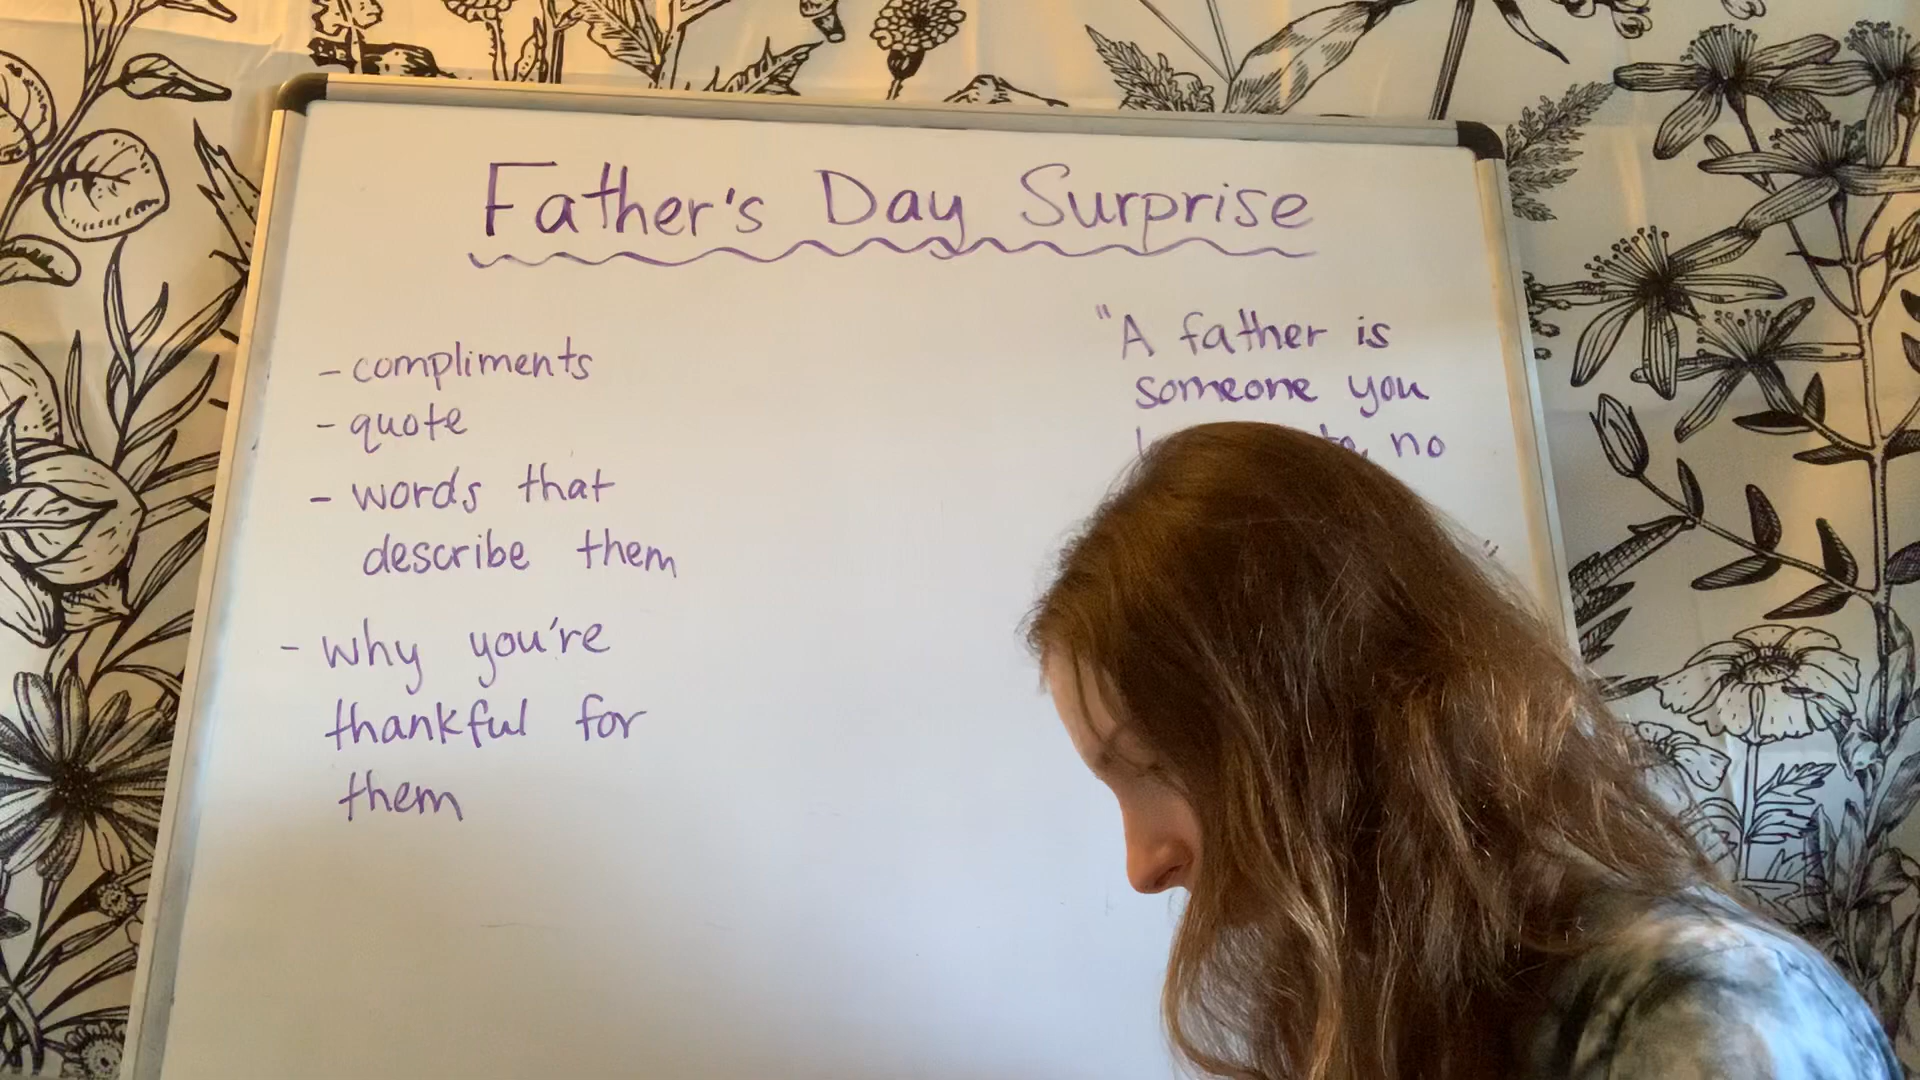 Father's Day Surprise
- compliments
- quote
- words that
describe them
- why you're
thankful for
them
"A father is
someone you
no
"